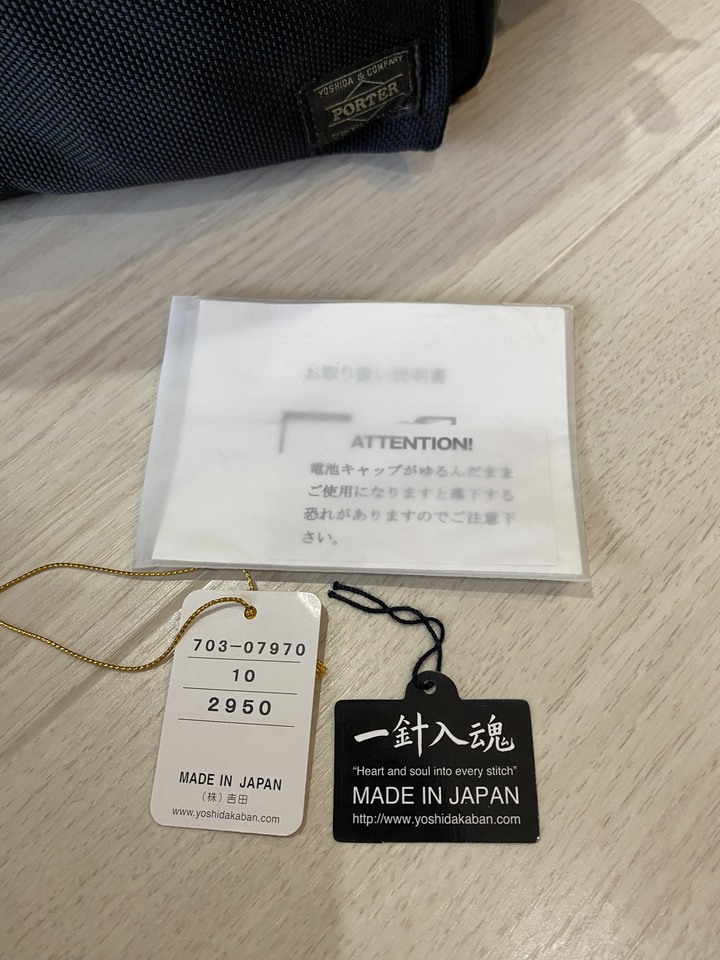 YOSHIDA & COMPANY
PORTER
お取り扱い説明書
ATTENTION!
電池キャップがゆるんだまま
ご使用になりますと落下する
恐れがありますのでご注意下
さい。
703-07970
10
2950
MADE IN JAPAN
(株)吉田
www.yoshidakaban.com
一針入魂
“Heart and soul into every stitch”
MADE IN JAPAN
http://www.yoshidakaban.com